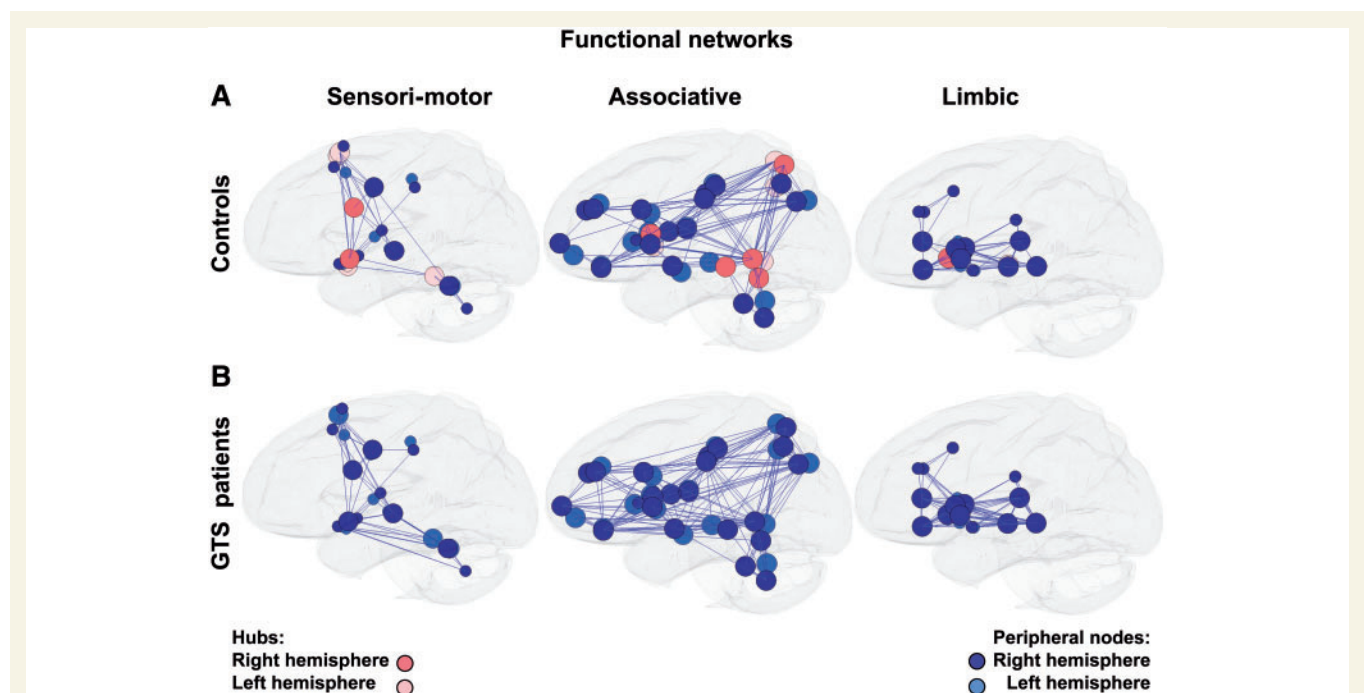 Functional networks
A
Sensori-motor
Associative
Limbic
Controls
B
GTS patients
Hubs:
Right hemisphere
Left hemisphere
Peripheral nodes:
Right hemisphere
Left hemisphere